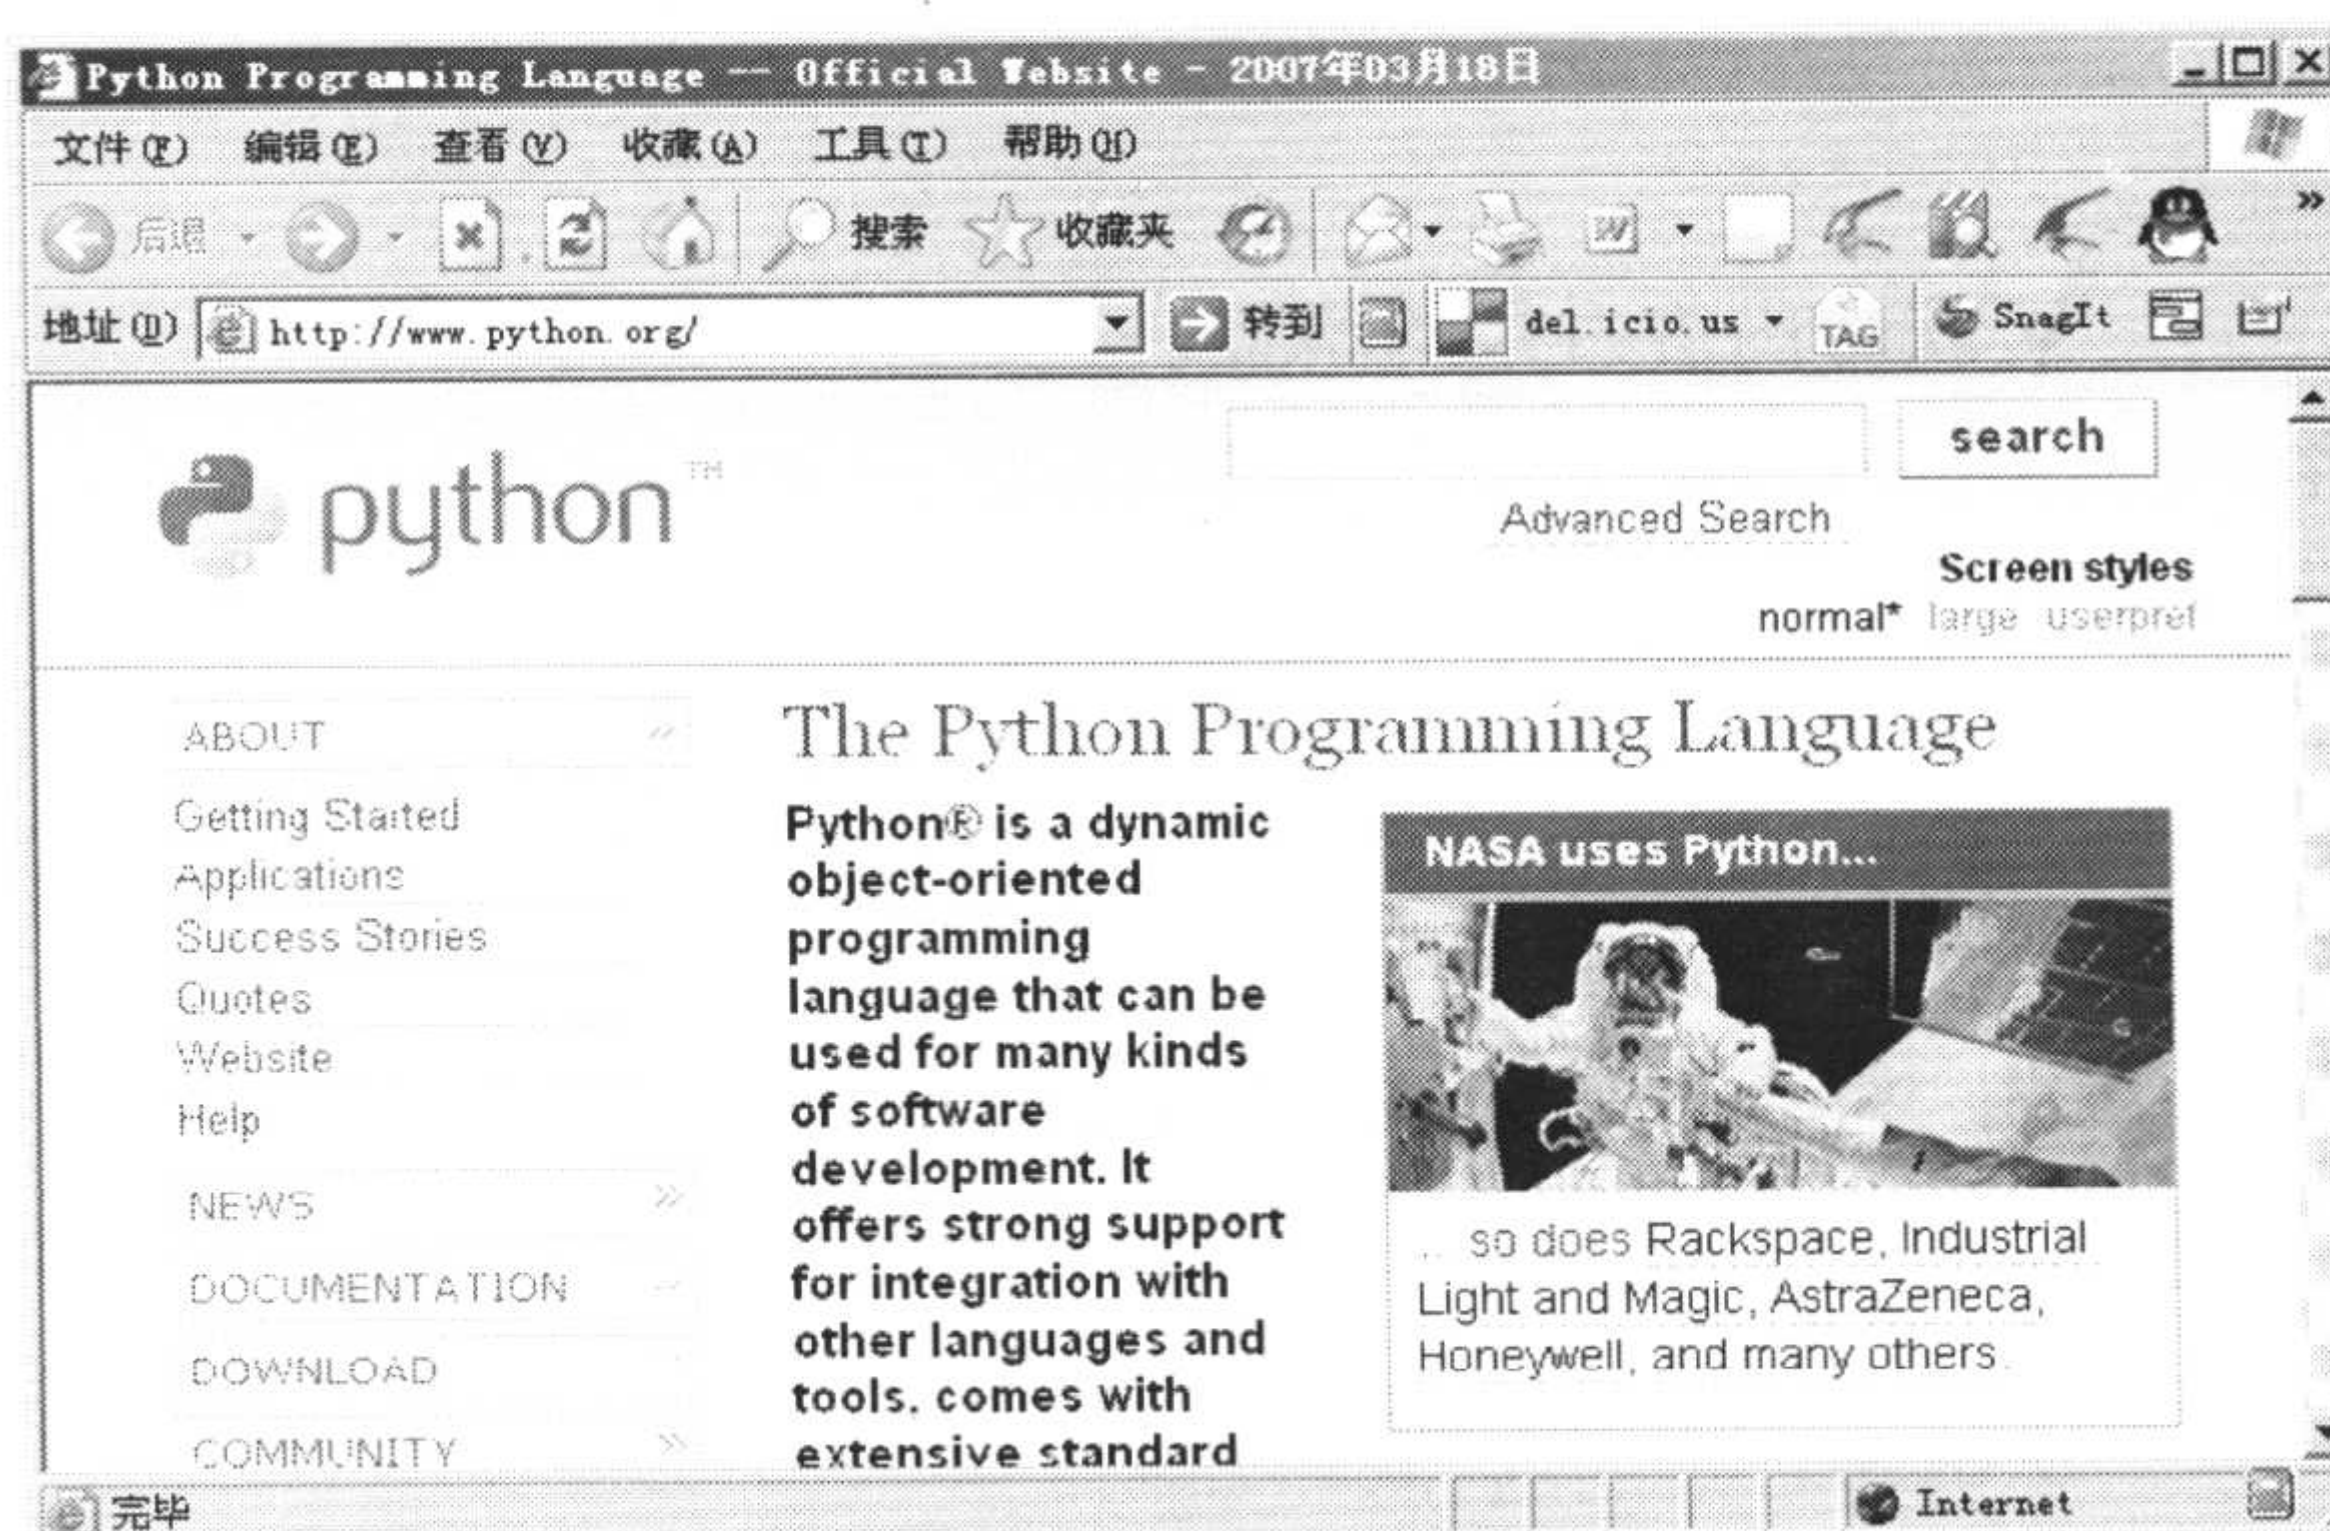 Python Programming Language -- Official Website - 2007年03月18日
文件(F) 编辑(E) 查看(V) 收藏(A) 工具(T) 帮助(H)
后退 搜索 收藏夹 »
地址(D) http://www.python.org/ 转到 del.icio.us TAG SnagIt
python TM
search
Advanced Search
Screen styles
normal* large userpref
ABOUT
Getting Started
Applications
Success Stories
Quotes
Website
Help
NEWS »
DOCUMENTATION
DOWNLOAD
COMMUNITY »
The Python Programming Language
Python® is a dynamic
object-oriented
programming
language that can be
used for many kinds
of software
development. It
offers strong support
for integration with
other languages and
tools, comes with
extensive standard
NASA uses Python...
... so does Rackspace, Industrial
Light and Magic, AstraZeneca,
Honeywell, and many others.
完毕 Internet